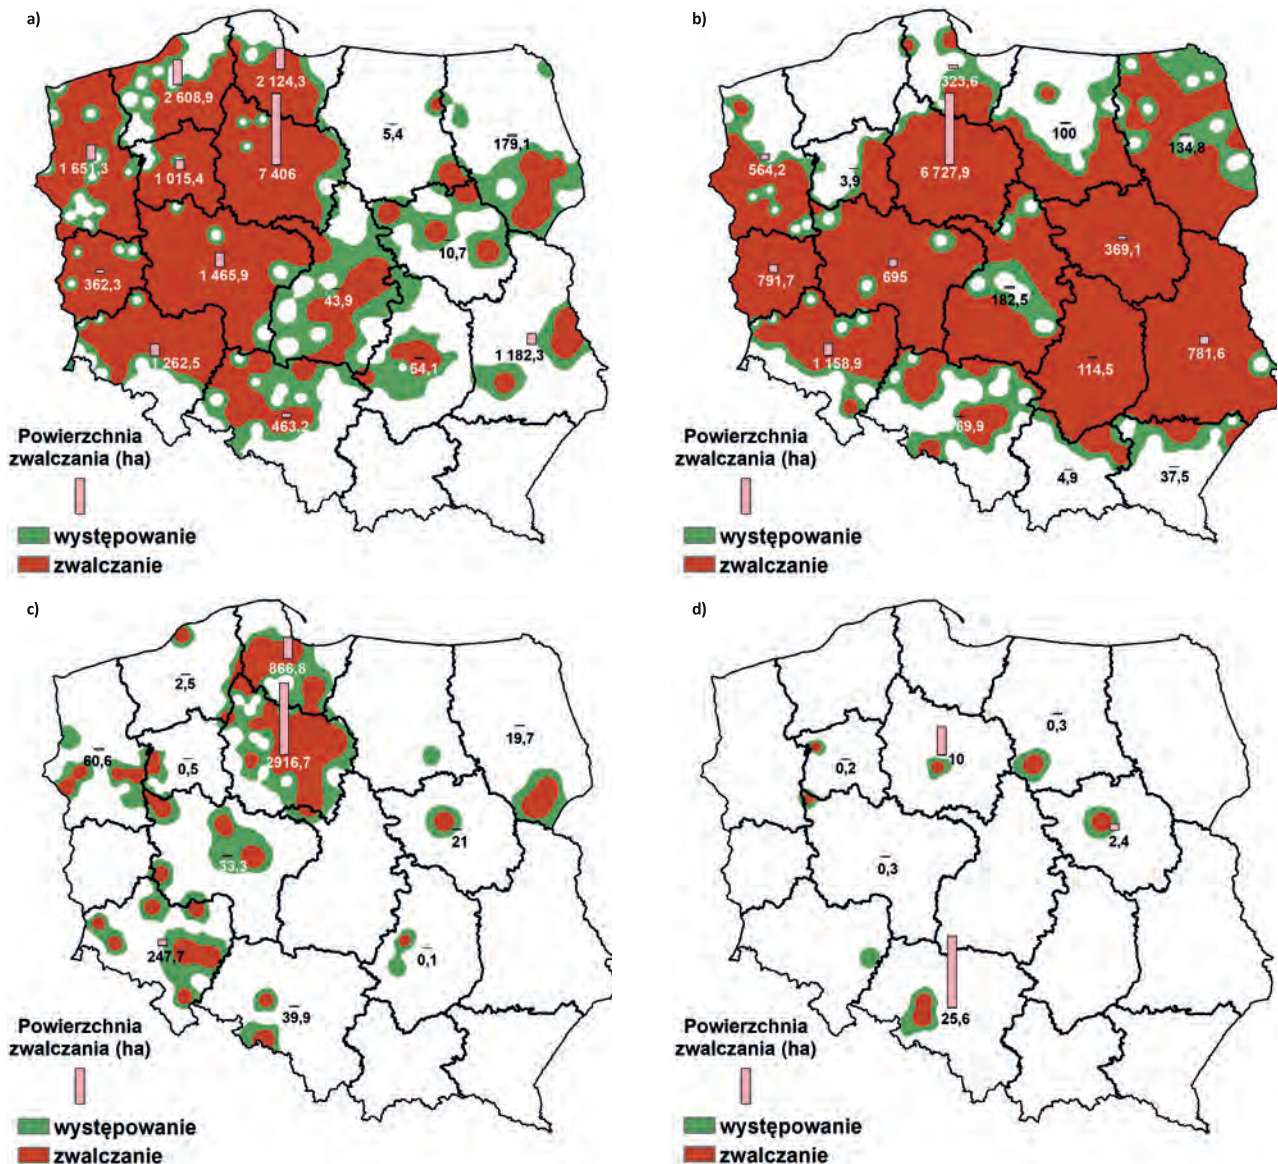 a)
2 608,9
2 124,3
5,4
179,1
1 651,3
1 015,4
7 406
10,7
362,3
1 465,9
43,9
1 182,3
1 262,5
64,1
463,2
Powierzchnia
zwalczania (ha)
występowanie
zwalczanie
b)
323,6
100
134,8
564,2
3,9
6 727,9
369,1
791,7
695
182,5
1 158,9
114,5
781,6
69,9
4,9
37,5
Powierzchnia
zwalczania (ha)
występowanie
zwalczanie
c)
2,5
866,8
19,7
60,6
0,5
2916,7
21
33,3
247,7
0,1
39,9
Powierzchnia
zwalczania (ha)
występowanie
zwalczanie
d)
0,3
0,2
10
2,4
0,3
25,6
Powierzchnia
zwalczania (ha)
występowanie
zwalczanie